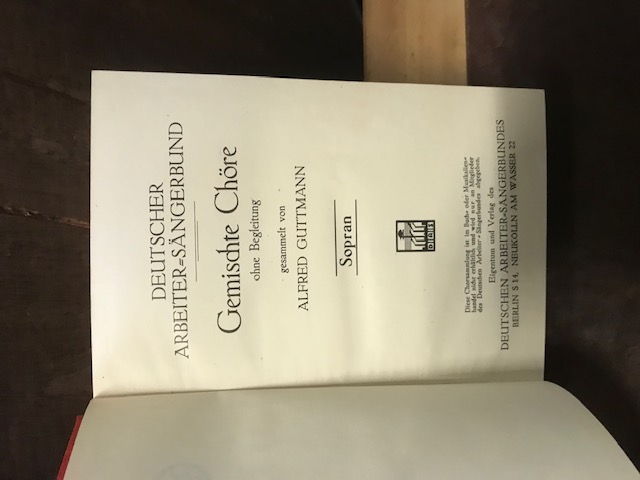 DEUTSCHER
ARBEITER=SÄNGERBUND
Gemischte Chöre
ohne Begleitung
gesammelt von
ALFRED GUTTMANN
Sopran
D.A.S.B.
Diese Chorsammlung ist im Buch- oder Musikalien=
handel nicht erhältlich und wird nur an Mitglieder
des Deutschen Arbeiter=Sängerbundes abgegeben.
Eigentum und Verlag des
DEUTSCHEN ARBEITER=SÄNGERBUNDES
BERLIN S 14, NEUKÖLLN AM WASSER 22